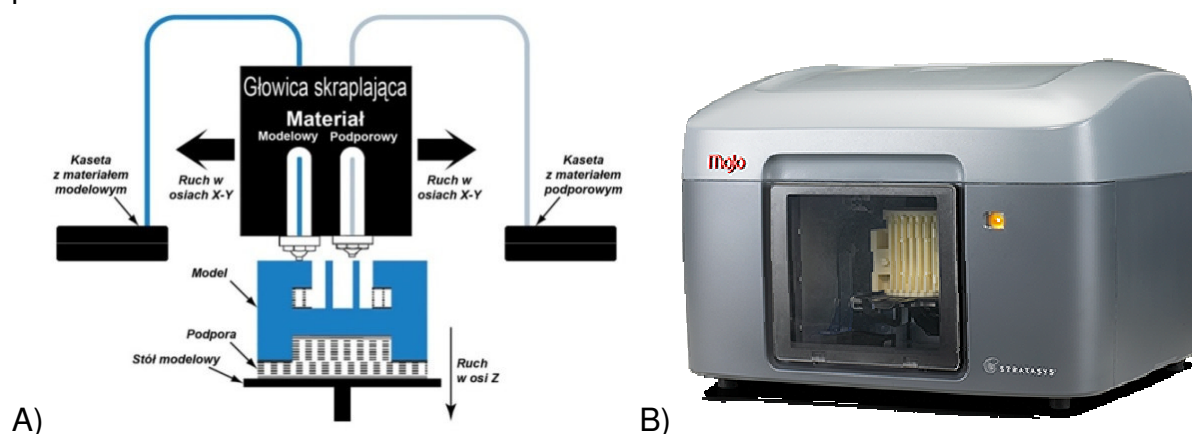 Głowica skraplająca
Materiał
Modelowy Podporowy
Kaseta
z materiałem
modelowym
Ruch w
osiach X-Y
Ruch w
osiach X-Y
Kaseta
z materiałem
podporowym
Model
Podpora
Stół modelowy
Ruch
w osi Z
A)
Mojo
STRATASYS
B)